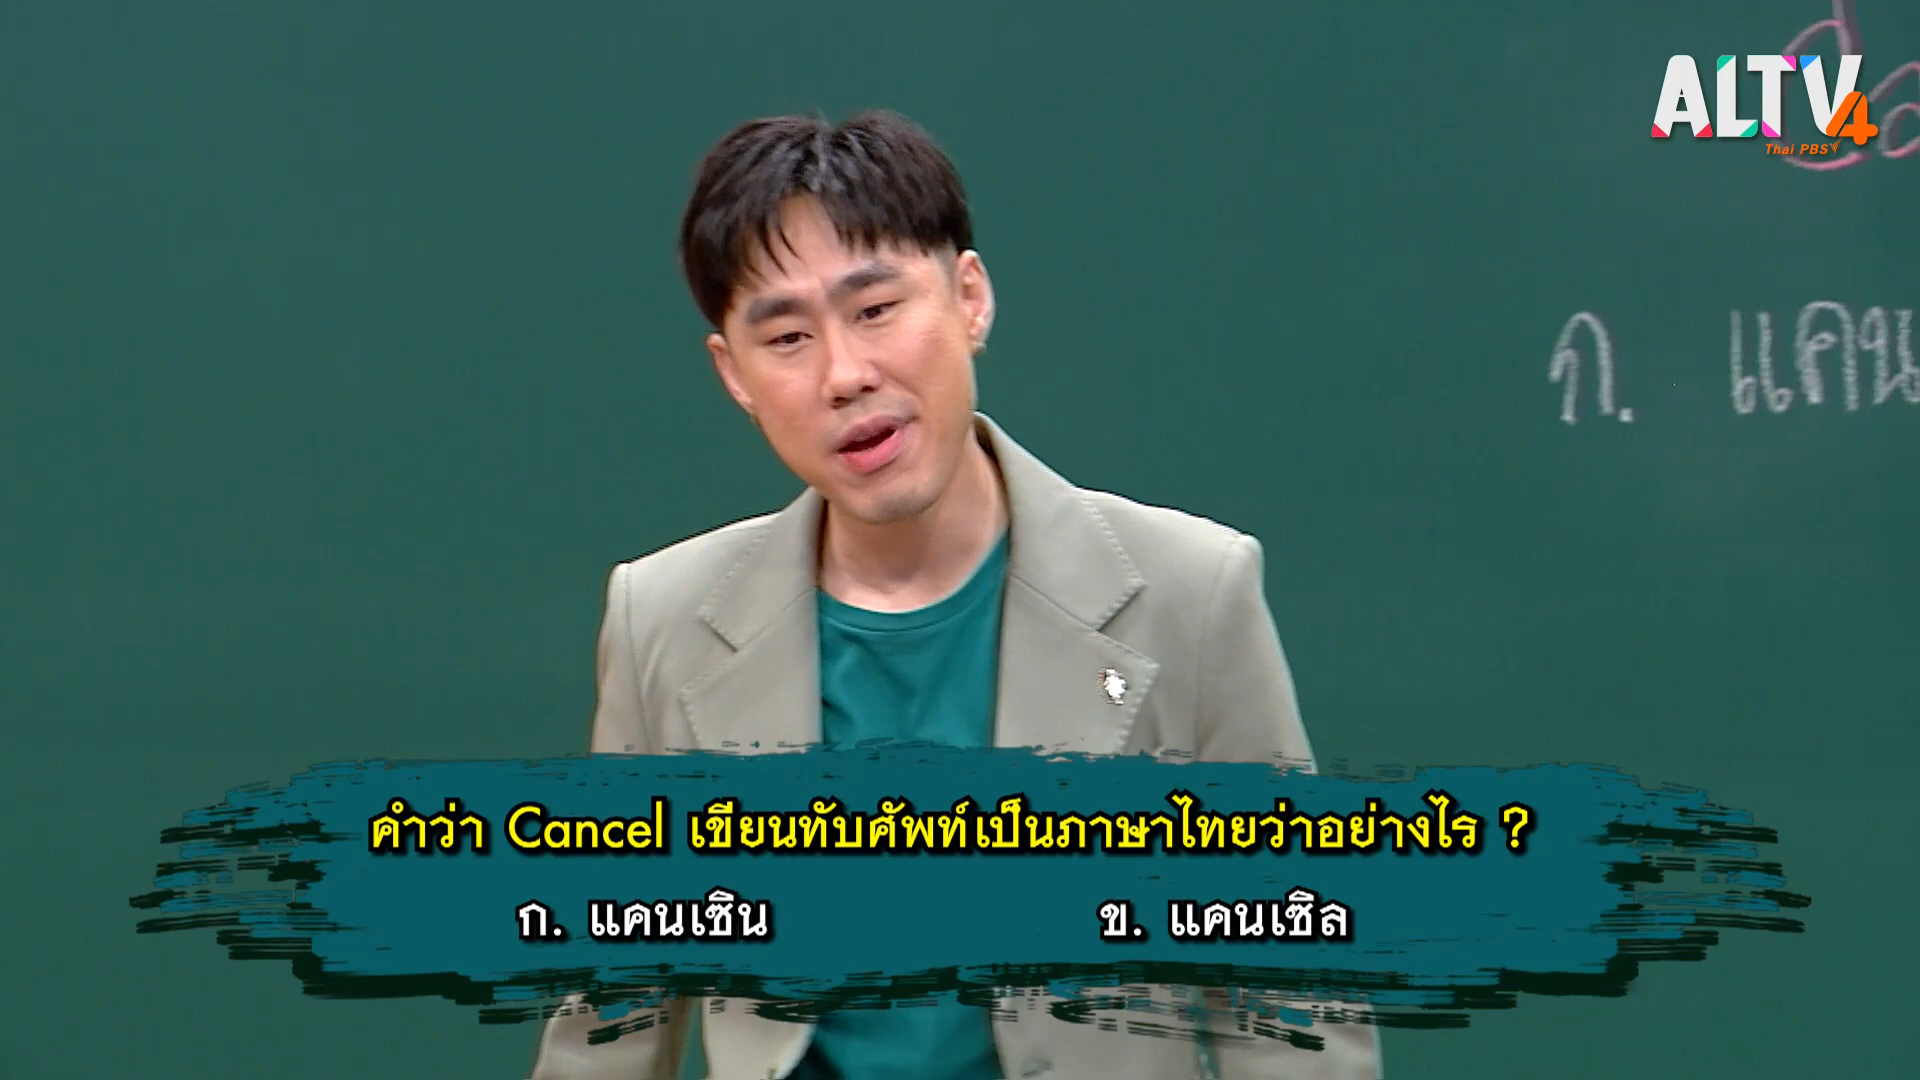 ALTV4
Thai PBS
ก. แคน
คำว่า Cancel เขียนทับศัพท์เป็นภาษาไทยว่าอย่างไร ?
ก. แคนเซิน ข. แคนเซิล